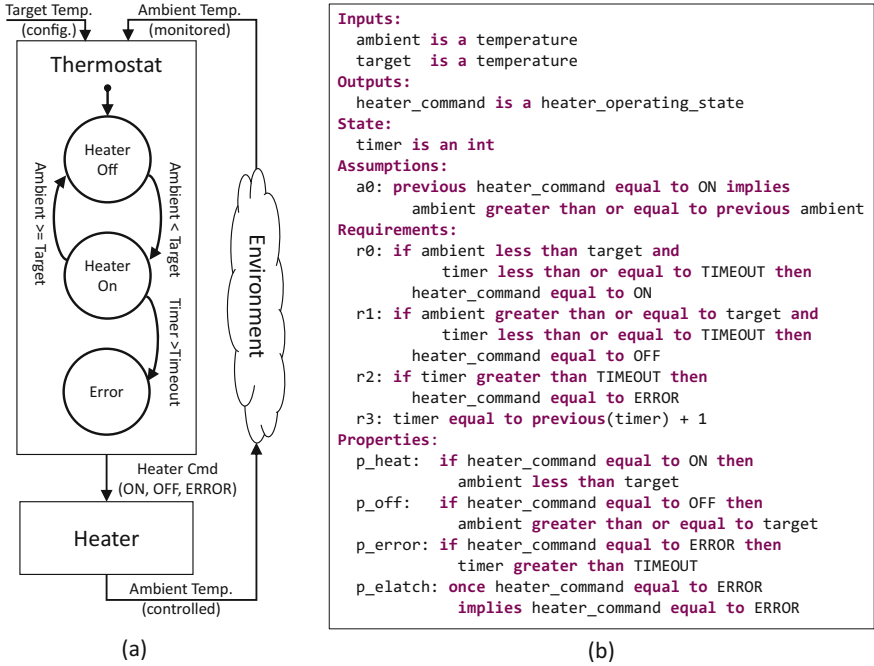 Target Temp.
(config.)
Ambient Temp.
(monitored)
Thermostat
Heater
Off
Ambient >= Target
Ambient < Target
Heater
On
Timer >Timeout
Error
Environment
Heater Cmd
(ON, OFF, ERROR)
Heater
Ambient Temp.
(controlled)
(a)
Inputs:
ambient is a temperature
target is a temperature
Outputs:
heater_command is a heater_operating_state
State:
timer is an int
Assumptions:
a0: previous heater_command equal to ON implies
ambient greater than or equal to previous ambient
Requirements:
r0: if ambient less than target and
timer less than or equal to TIMEOUT then
heater_command equal to ON
r1: if ambient greater than or equal to target and
timer less than or equal to TIMEOUT then
heater_command equal to OFF
r2: if timer greater than TIMEOUT then
heater_command equal to ERROR
r3: timer equal to previous(timer) + 1
Properties:
p_heat: if heater_command equal to ON then
ambient less than target
p_off: if heater_command equal to OFF then
ambient greater than or equal to target
p_error: if heater_command equal to ERROR then
timer greater than TIMEOUT
p_elatch: once heater_command equal to ERROR
implies heater_command equal to ERROR
(b)